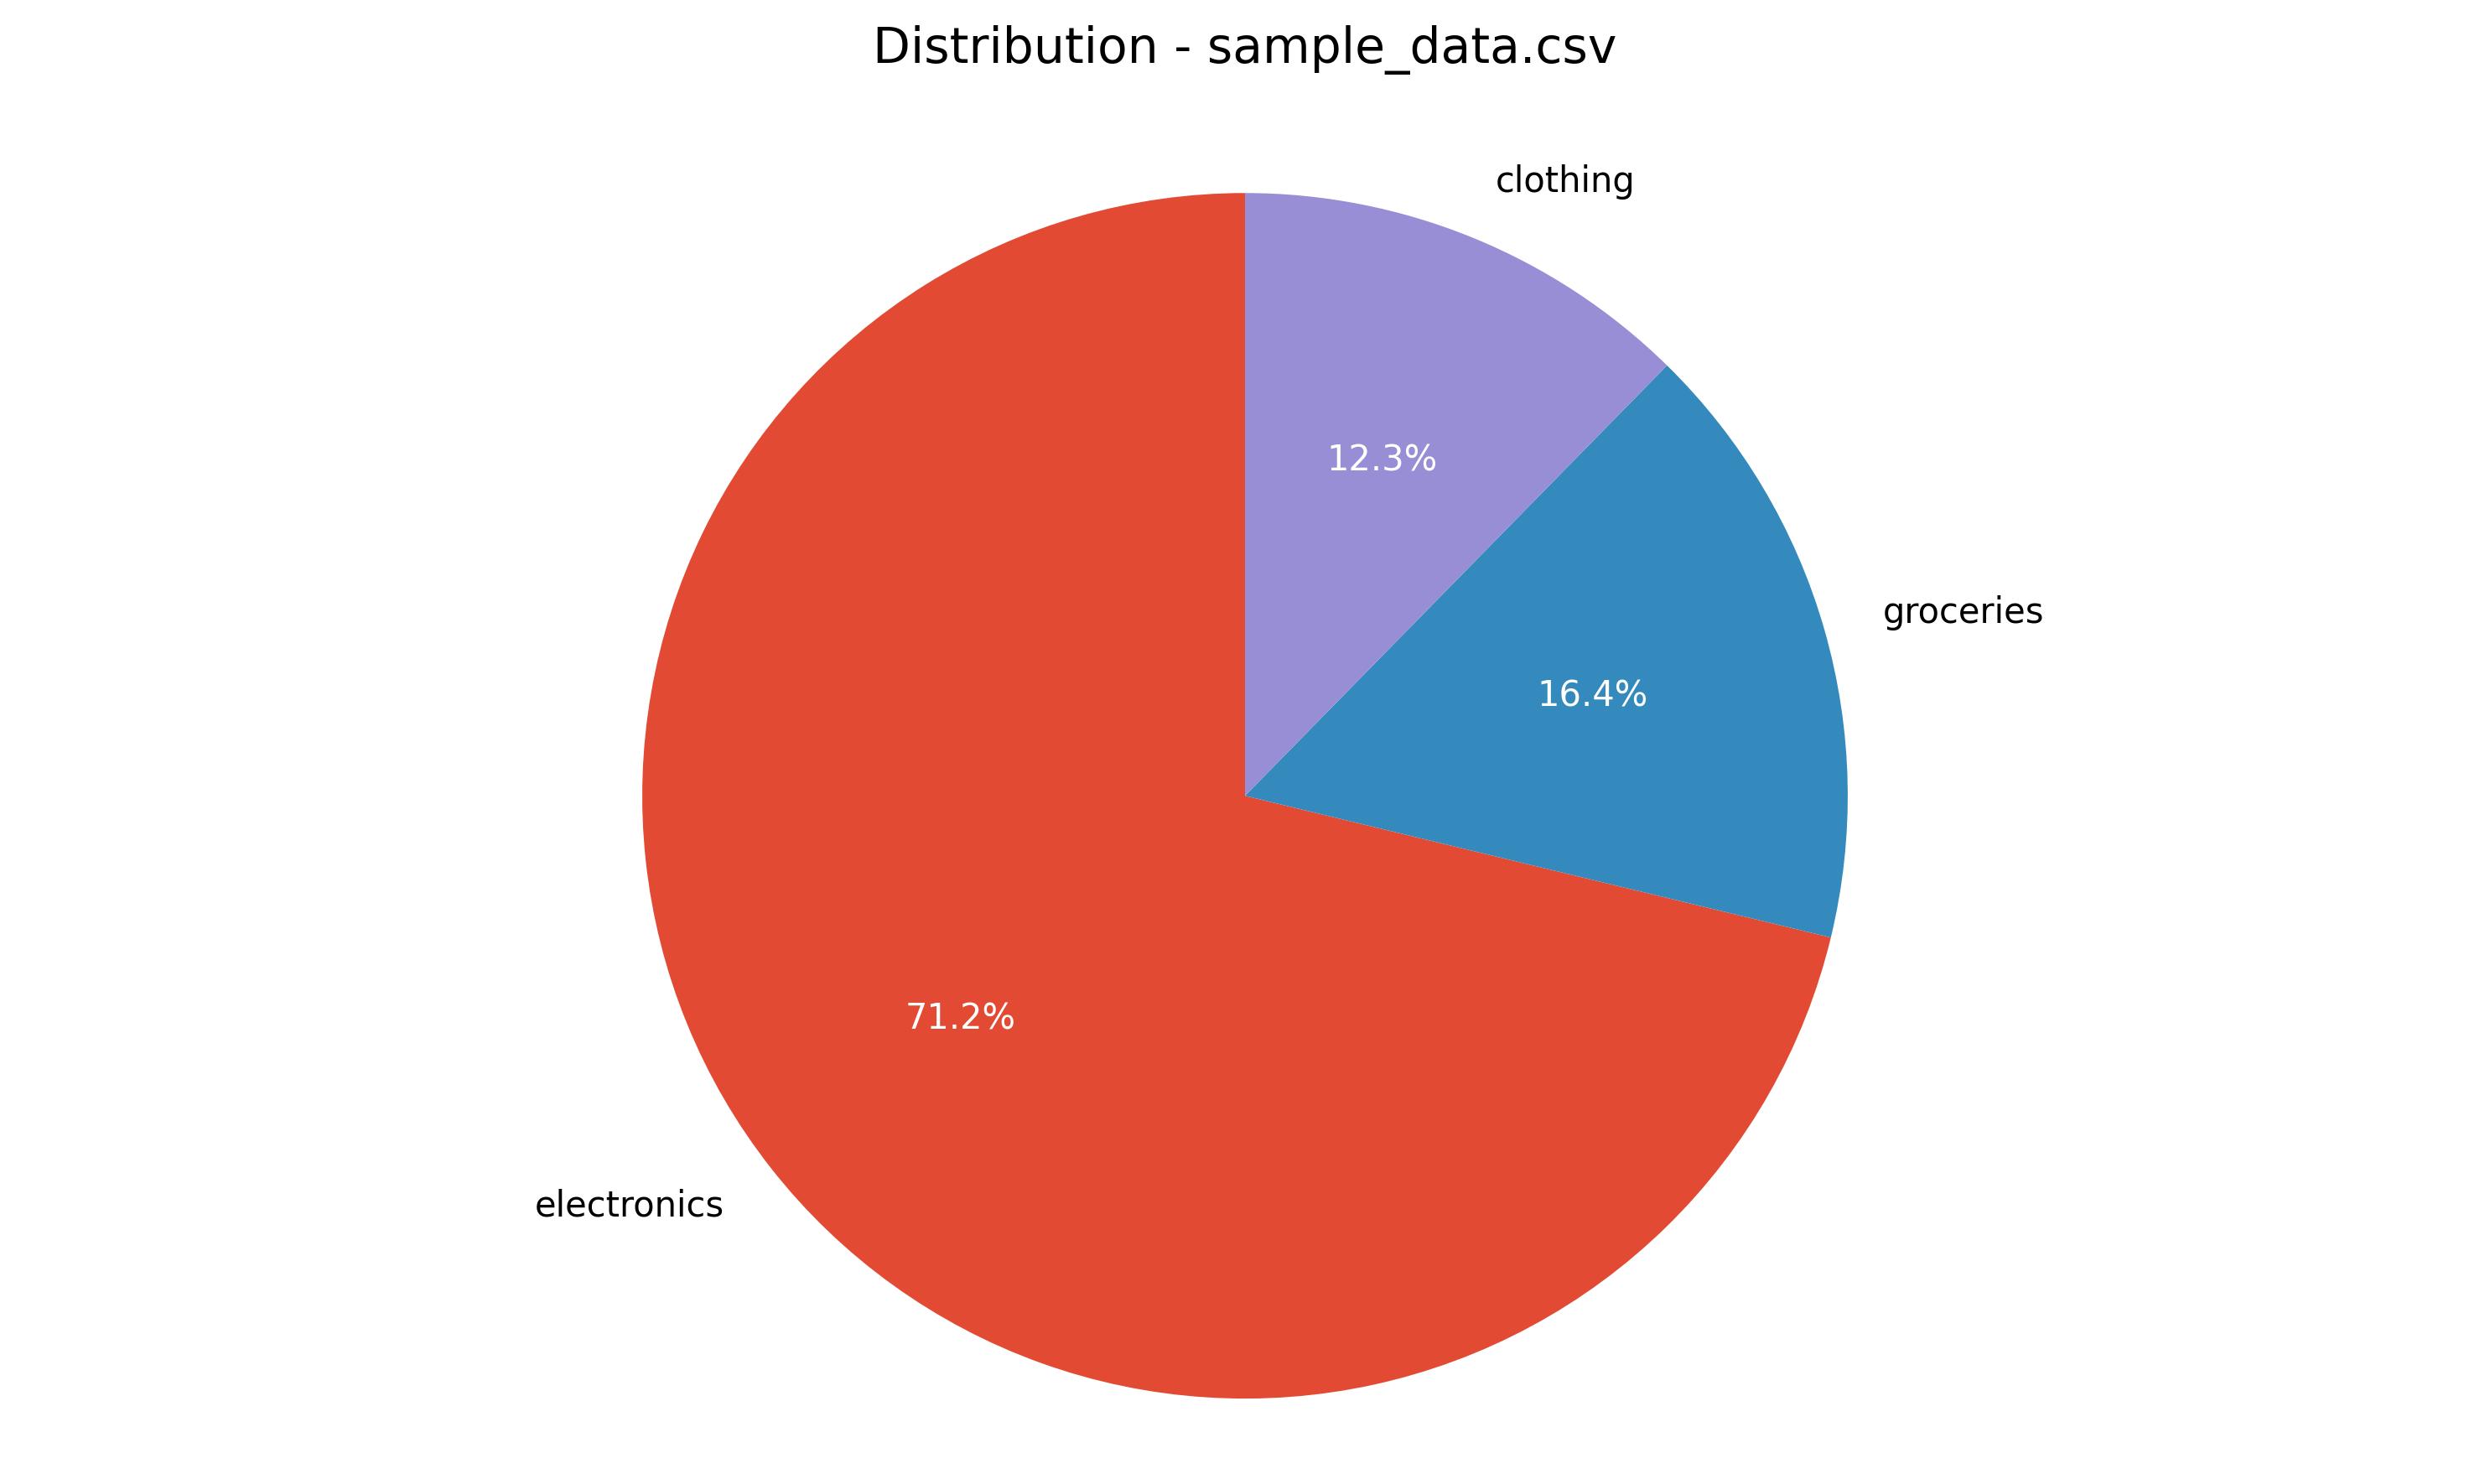 Distribution - sample_data.csv
clothing
12.3%
groceries
16.4%
71.2%
electronics